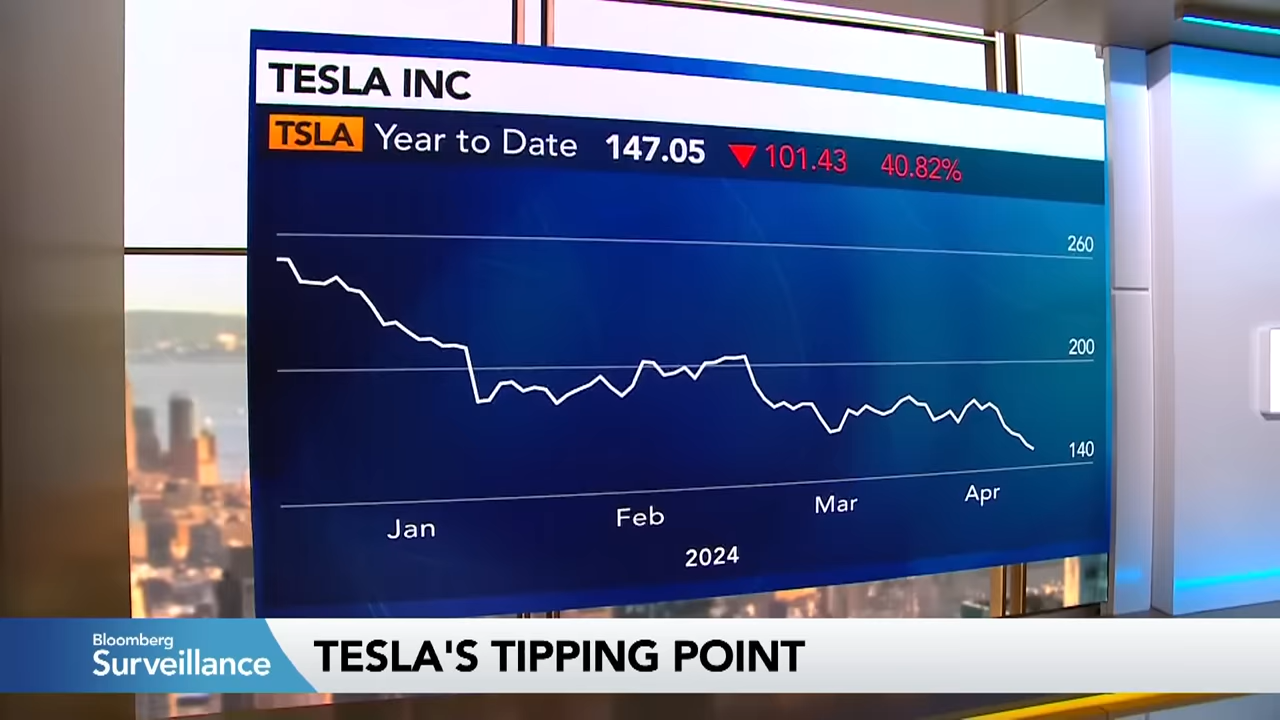 TESLA INC
TSLA Year to Date 147.05 ▼101.43 40.82%
260
200
140
Jan Feb Mar Apr
2024
Bloomberg
Surveillance
TESLA'S TIPPING POINT